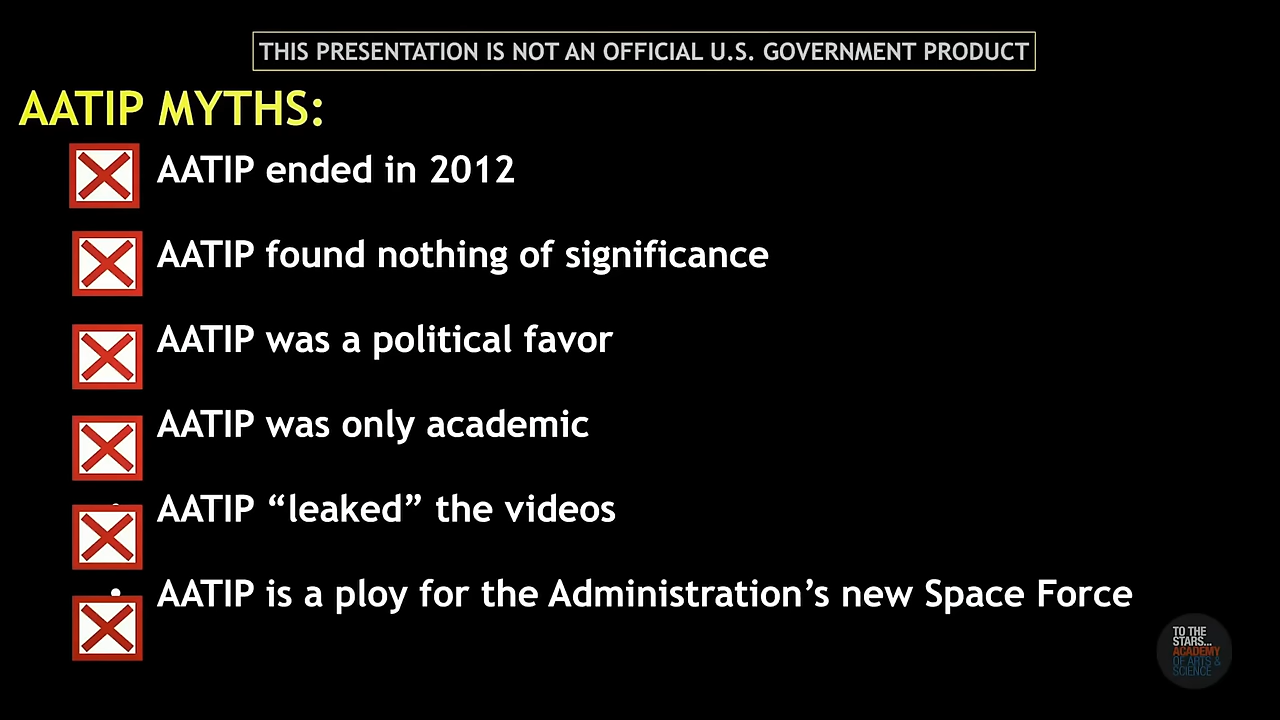 THIS PRESENTATION IS NOT AN OFFICIAL U.S. GOVERNMENT PRODUCT
AATIP MYTHS:
AATIP ended in 2012
AATIP found nothing of significance
AATIP was a political favor
AATIP was only academic
AATIP “leaked” the videos
AATIP is a ploy for the Administration’s new Space Force
TO THE
STARS...
ACADEMY
OF ARTS &
SCIENCE